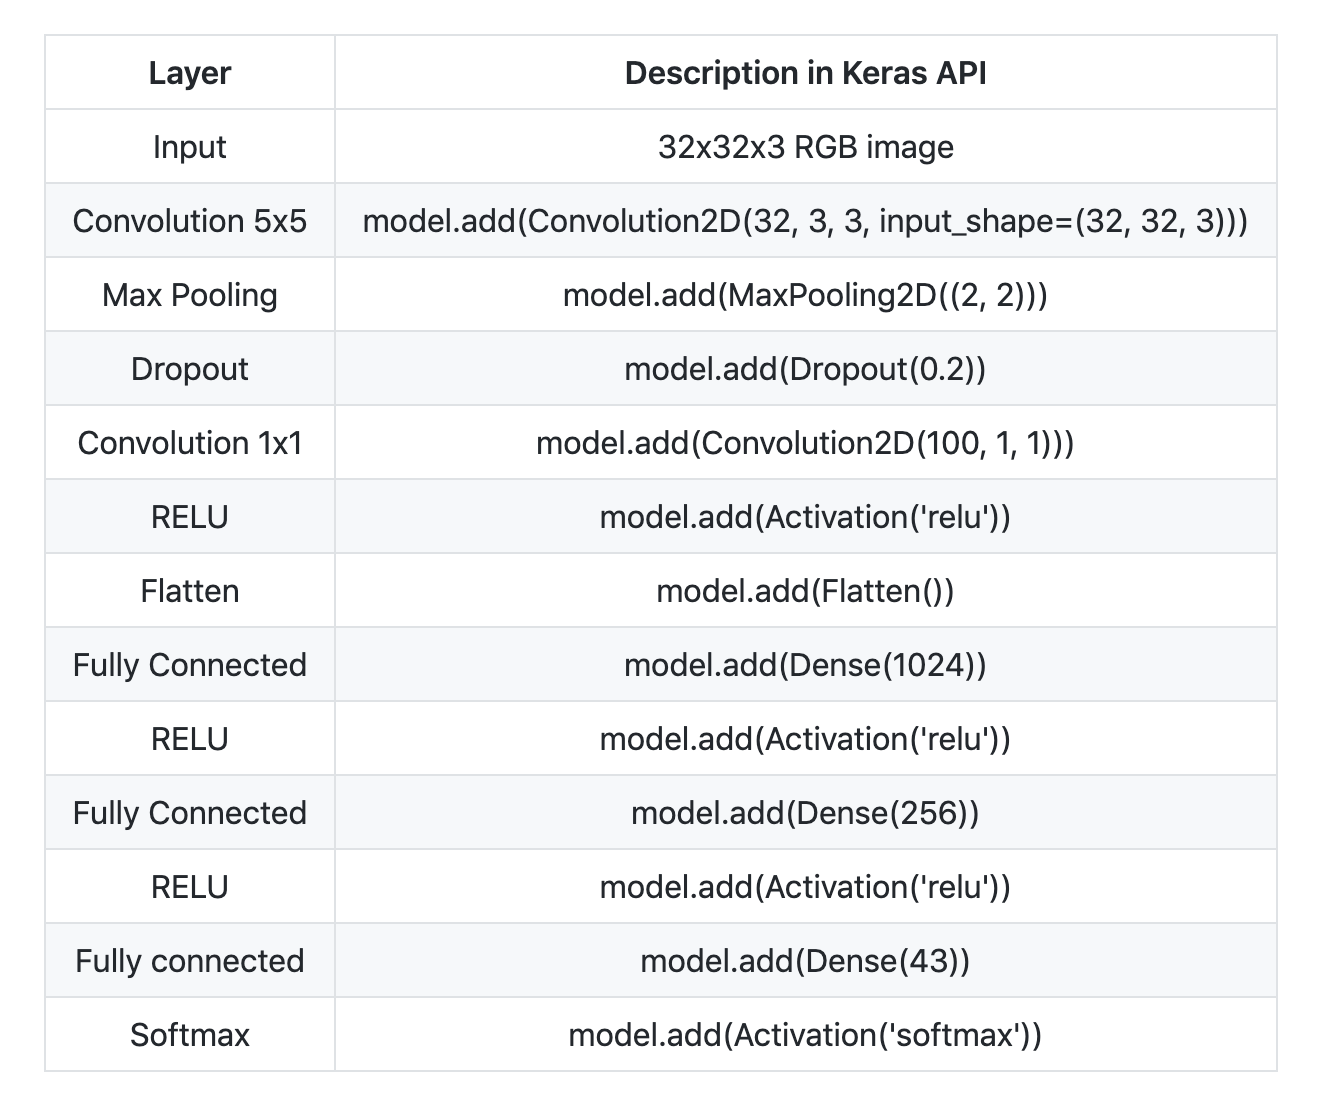 Layer Description in Keras API
Input 32x32x3 RGB image
Convolution 5x5 model.add(Convolution2D(32, 3, 3, input_shape=(32, 32, 3)))
Max Pooling model.add(MaxPooling2D((2, 2)))
Dropout model.add(Dropout(0.2))
Convolution 1x1 model.add(Convolution2D(100, 1, 1)))
RELU model.add(Activation('relu'))
Flatten model.add(Flatten())
Fully Connected model.add(Dense(1024))
RELU model.add(Activation('relu'))
Fully Connected model.add(Dense(256))
RELU model.add(Activation('relu'))
Fully connected model.add(Dense(43))
Softmax model.add(Activation('softmax'))